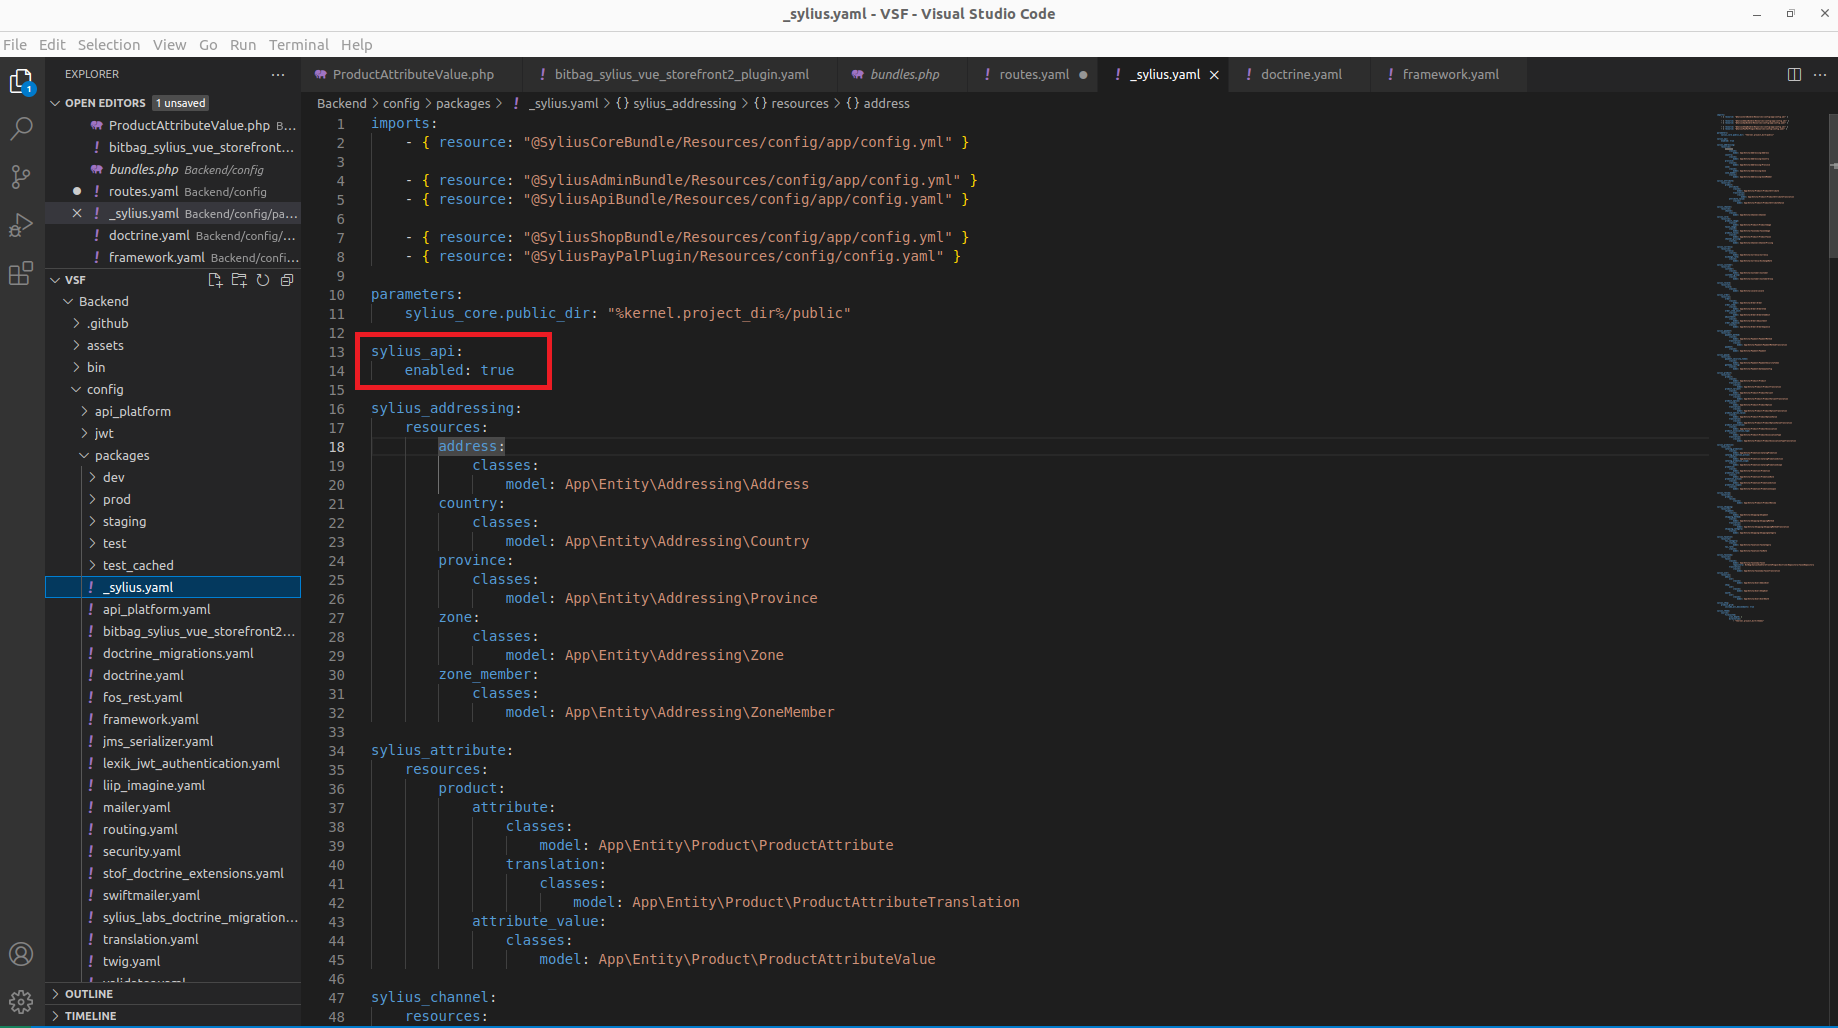 _sylius.yaml - VSF - Visual Studio Code
File Edit Selection View Go Run Terminal Help
EXPLORER
OPEN EDITORS 1 unsaved
ProductAttributeValue.php B...
bitbag_sylius_vue_storefront...
bundles.php Backend/config
routes.yaml Backend/config
_sylius.yaml Backend/config/pa...
doctrine.yaml Backend/config/...
framework.yaml Backend/confi...
VSF
Backend
.github
assets
bin
config
api_platform
jwt
packages
dev
prod
staging
test
test_cached
_sylius.yaml
api_platform.yaml
bitbag_sylius_vue_storefront2...
doctrine_migrations.yaml
doctrine.yaml
fos_rest.yaml
framework.yaml
jms_serializer.yaml
lexik_jwt_authentication.yaml
liip_imagine.yaml
mailer.yaml
routing.yaml
security.yaml
stof_doctrine_extensions.yaml
swiftmailer.yaml
sylius_labs_doctrine_migration...
translation.yaml
twig.yaml
OUTLINE
TIMELINE
1
ProductAttributeValue.php bitbag_sylius_vue_storefront2_plugin.yaml bundles.php routes.yaml _sylius.yaml doctrine.yaml framework.yaml
Backend > config > packages > ! _sylius.yaml > {} sylius_addressing > {} resources > {} address
1 imports:
2 - { resource: "@SyliusCoreBundle/Resources/config/app/config.yml" }
3
4 - { resource: "@SyliusAdminBundle/Resources/config/app/config.yml" }
5 - { resource: "@SyliusApiBundle/Resources/config/app/config.yaml" }
6
7 - { resource: "@SyliusShopBundle/Resources/config/app/config.yml" }
8 - { resource: "@SyliusPayPalPlugin/Resources/config/config.yaml" }
9
10 parameters:
11 sylius_core.public_dir: "%kernel.project_dir%/public"
12
13 sylius_api:
14 enabled: true
15
16 sylius_addressing:
17 resources:
18 address:
19 classes:
20 model: App\Entity\Addressing\Address
21 country:
22 classes:
23 model: App\Entity\Addressing\Country
24 province:
25 classes:
26 model: App\Entity\Addressing\Province
27 zone:
28 classes:
29 model: App\Entity\Addressing\Zone
30 zone_member:
31 classes:
32 model: App\Entity\Addressing\ZoneMember
33
34 sylius_attribute:
35 resources:
36 product:
37 attribute:
38 classes:
39 model: App\Entity\Product\ProductAttribute
40 translation:
41 classes:
42 model: App\Entity\Product\ProductAttributeTranslation
43 attribute_value:
44 classes:
45 model: App\Entity\Product\ProductAttributeValue
46
47 sylius_channel:
48 resources: